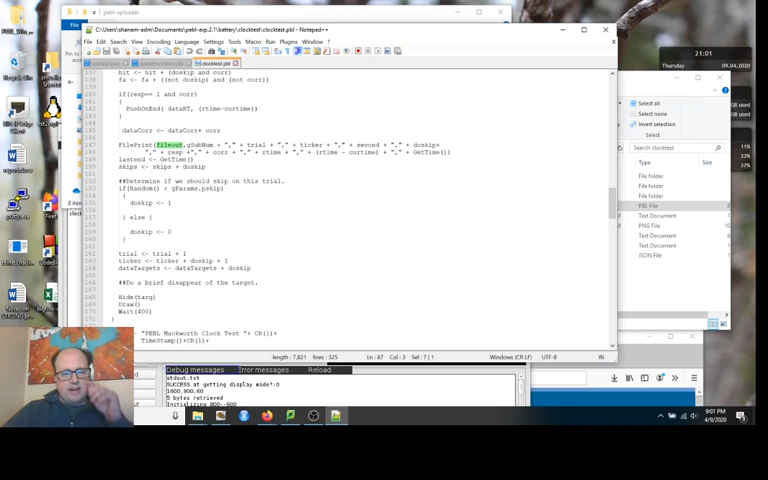 pebl-uploader
File
C:\Users\shanem-adm\Documents\pebl-exp.2.1\battery\clocktest\clocktest.pbl - Notepad++
File Edit Search View Encoding Language Settings Tools Macro Run Plugins Window ?
clocktest.pbl
hit <- hit + (doskip and corr)
fa <- fa + ((not doskip) and (not corr))
if(resp== 1 and corr)
{
PushOnEnd( dataRT, (rtime-curtime))
}
dataCorr <- dataCorr+ corr
FilePrint(fileout,gSubNum + "," + trial + "," + ticker + "," + second + "," + doskip+
"," + resp +"," + corr + "," + rtime + "," + (rtime - curtime) + "," + GetTime())
lastend <- GetTime()
skips <- skips + doskip
##Determine if we should skip on this trial.
if(Random() < gParams.pskip)
{
doskip <- 1
} else {
doskip <- 0
}
trial <- trial + 1
ticker <- ticker + doskip + 1
dataTargets <- dataTargets + doskip
##Do a brief disappear of the target.
Hide(targ)
Draw()
Wait(400)
}
"PEBL Mackworth Clock Test "+ CR(1)+
TimeStamp()+CR(1)+
length : 7,821 lines : 325 Ln : 87 Col : 3 Sel : 7 | 1 Windows (CR LF) UTF-8 IN
21:01
Thursday 09.04.2020
Select all
Select none
Invert selection
Select
Search clocktest
Type
File folder
File folder
File folder
PBL File
Text Document
PNG File
Text Document
Text Document
JSON File
11%
33%
37%
Debug messages Error messages Reload
stdout.txt
SUCCESS at getting display mode?:0
1600,900,60
5 bytes retrieved
Initializing 800--600
9:01 PM
4/9/2020